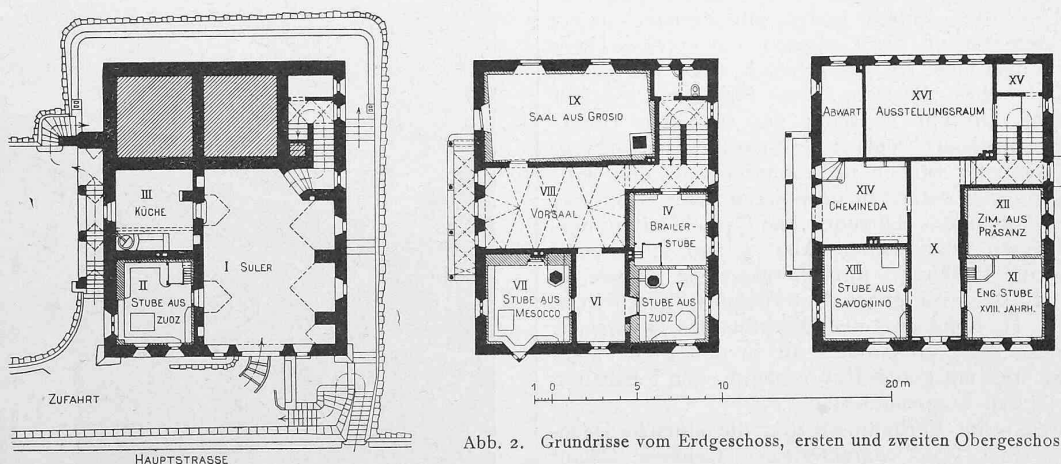 III
KÜCHE
I SULER
II
STUBE AUS
ZUOZ
ZUFAHRT
HAUPTSTRASSE
IX
SAAL AUS GROSIO
VIII
VORSAAL
IV
BRAILER-
STUBE
VII
STUBE AUS
MESOCCO
VI
V
STUBE AUS
ZUOZ
XVI
AUSSTELLUNGSRAUM
XV
ABWART
XIV
CHEMINEDA
X
XII
ZIM. AUS
PRÄSANZ
XIII
STUBE AUS
SAVOGNINO
XI
ENG. STUBE
XVIII. JAHRH.
1 0 5 10 20 m
Abb. 2. Grundrisse vom Erdgeschoss, ersten und zweiten Obergeschos